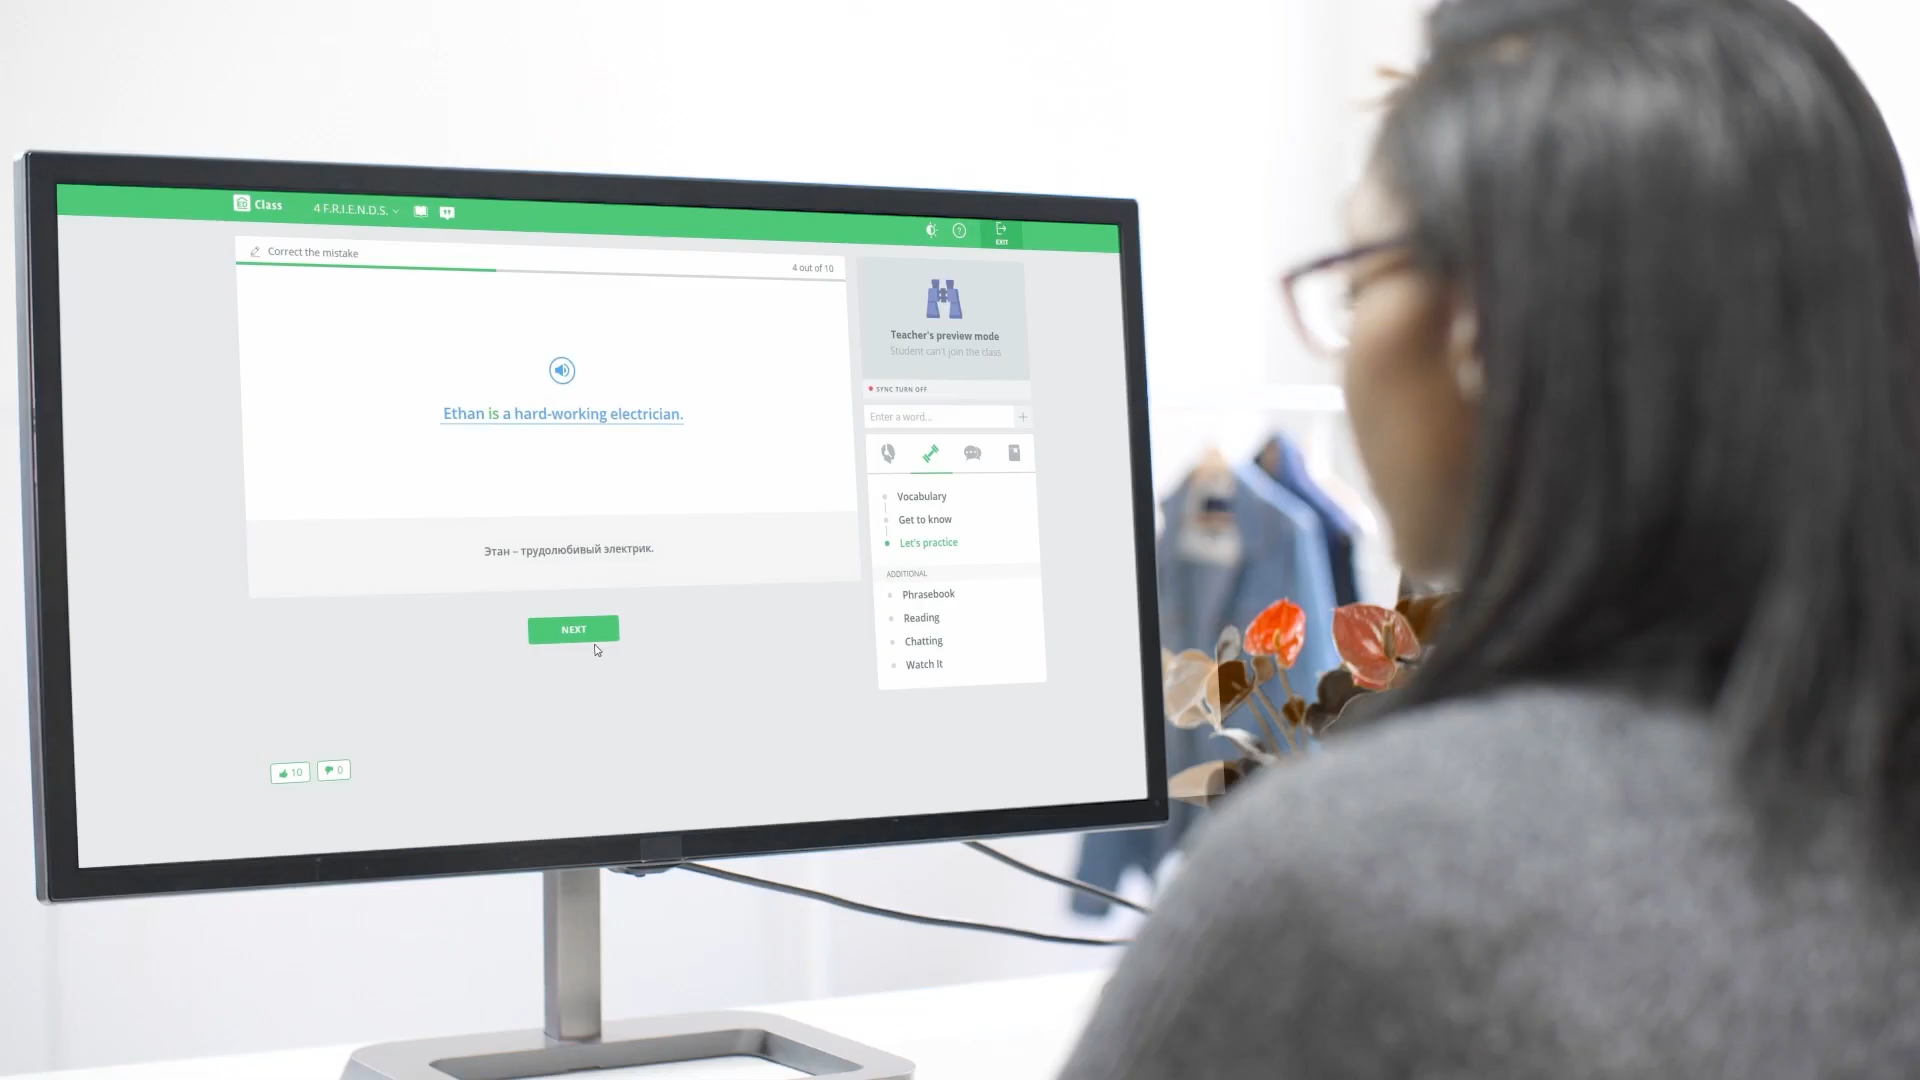 ED Class
4 F.R.I.E.N.D.S.
EXIT
Correct the mistake
4 out of 10
Ethan is a hard-working electrician.
Этан – трудолюбивый электрик.
NEXT
10
0
Teacher's preview mode
Student can't join the class
SYNC TURN OFF
Enter a word...
Vocabulary
Get to know
Let's practice
ADDITIONAL
Phrasebook
Reading
Chatting
Watch It